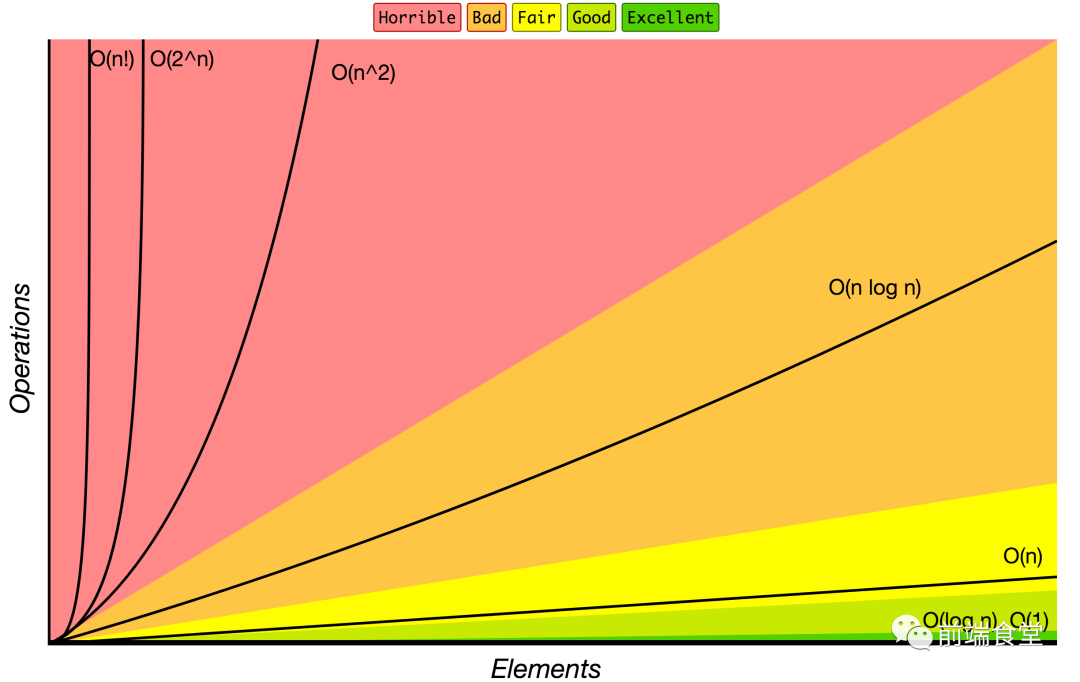 Horrible Bad Fair Good Excellent
O(n!) O(2^n)
O(n^2)
O(n log n)
O(n)
O(log n), O(1)
前端食堂
Operations
Elements